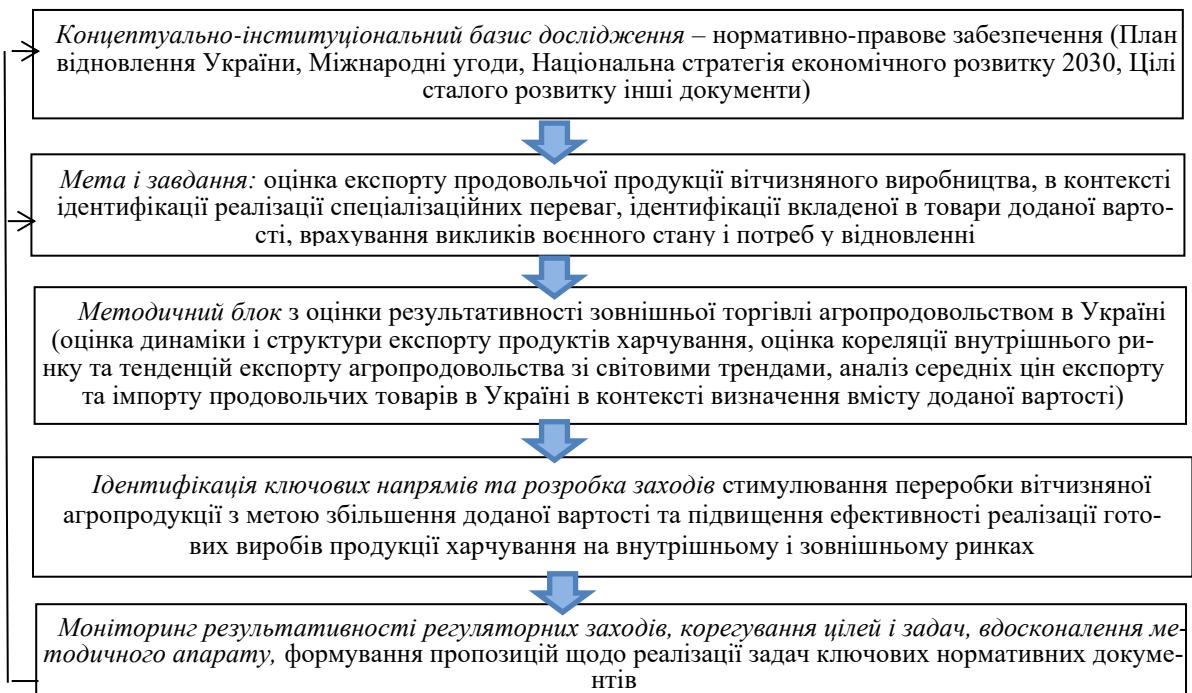 Концептуально-інституціональний базис дослідження – нормативно-правове забезпечення (План
відновлення України, Міжнародні угоди, Національна стратегія економічного розвитку 2030, Цілі
сталого розвитку інші документи)
Мета і завдання: оцінка експорту продовольчої продукції вітчизняного виробництва, в контексті
ідентифікації реалізації спеціалізаційних переваг, ідентифікації вкладеної в товари доданої варто-
сті, врахування викликів воєнного стану і потреб у відновленні
Методичний блок з оцінки результативності зовнішньої торгівлі агропродовольством в Україні
(оцінка динаміки і структури експорту продуктів харчування, оцінка кореляції внутрішнього ри-
нку та тенденцій експорту агропродовольства зі світовими трендами, аналіз середніх цін експорту
та імпорту продовольчих товарів в Україні в контексті визначення вмісту доданої вартості)
Ідентифікація ключових напрямів та розробка заходів стимулювання переробки вітчизняної
агропродукції з метою збільшення доданої вартості та підвищення ефективності реалізації гото-
вих виробів продукції харчування на внутрішньому і зовнішньому ринках
Моніторинг результативності регуляторних заходів, корегування цілей і задач, вдосконалення ме-
тодичного апарату, формування пропозицій щодо реалізації задач ключових нормативних докуме-
нтів